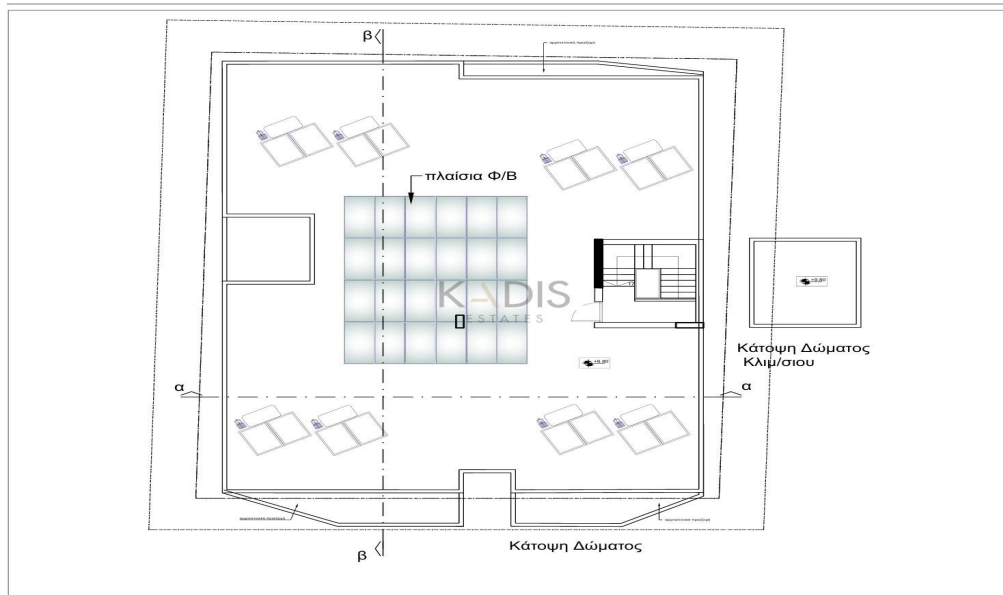 β
πλαίσια Φ/Β
KADIS
ESTATES
Κάτοψη Δώματος
Κλιμ/σιου
α
α
β
Κάτοψη Δώματος